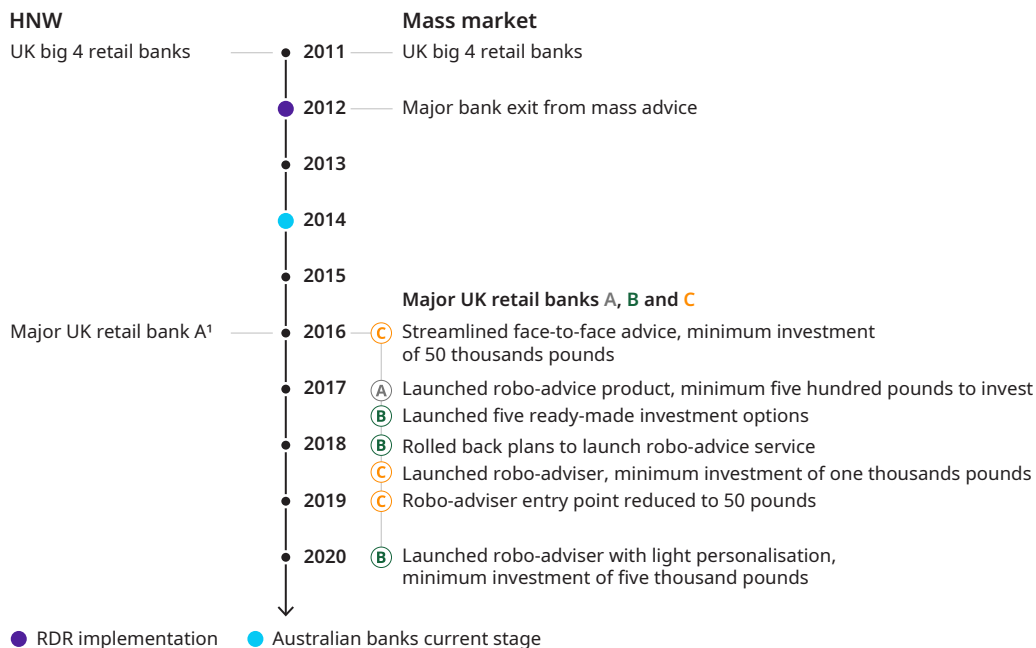 HNW
Mass market
UK big 4 retail banks
2011
UK big 4 retail banks
2012
Major bank exit from mass advice
2013
2014
2015
Major UK retail banks A, B and C
Major UK retail bank A¹
2016
C
Streamlined face-to-face advice, minimum investment
of 50 thousands pounds
2017
A
Launched robo-advice product, minimum five hundred pounds to invest
B
Launched five ready-made investment options
2018
B
Rolled back plans to launch robo-advice service
C
Launched robo-adviser, minimum investment of one thousands pounds
2019
C
Robo-adviser entry point reduced to 50 pounds
2020
B
Launched robo-adviser with light personalisation,
minimum investment of five thousand pounds
RDR implementation
Australian banks current stage